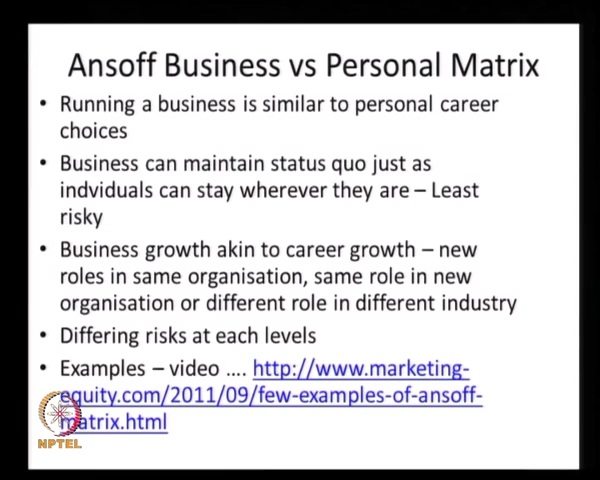 Ansoff Business vs Personal Matrix
• Running a business is similar to personal career
choices
• Business can maintain status quo just as
indviduals can stay wherever they are – Least
risky
• Business growth akin to career growth – new
roles in same organisation, same role in new
organisation or different role in different industry
• Differing risks at each levels
• Examples – video .... http://www.marketing-
equity.com/2011/09/few-examples-of-ansoff-
matrix.html
NPTEL